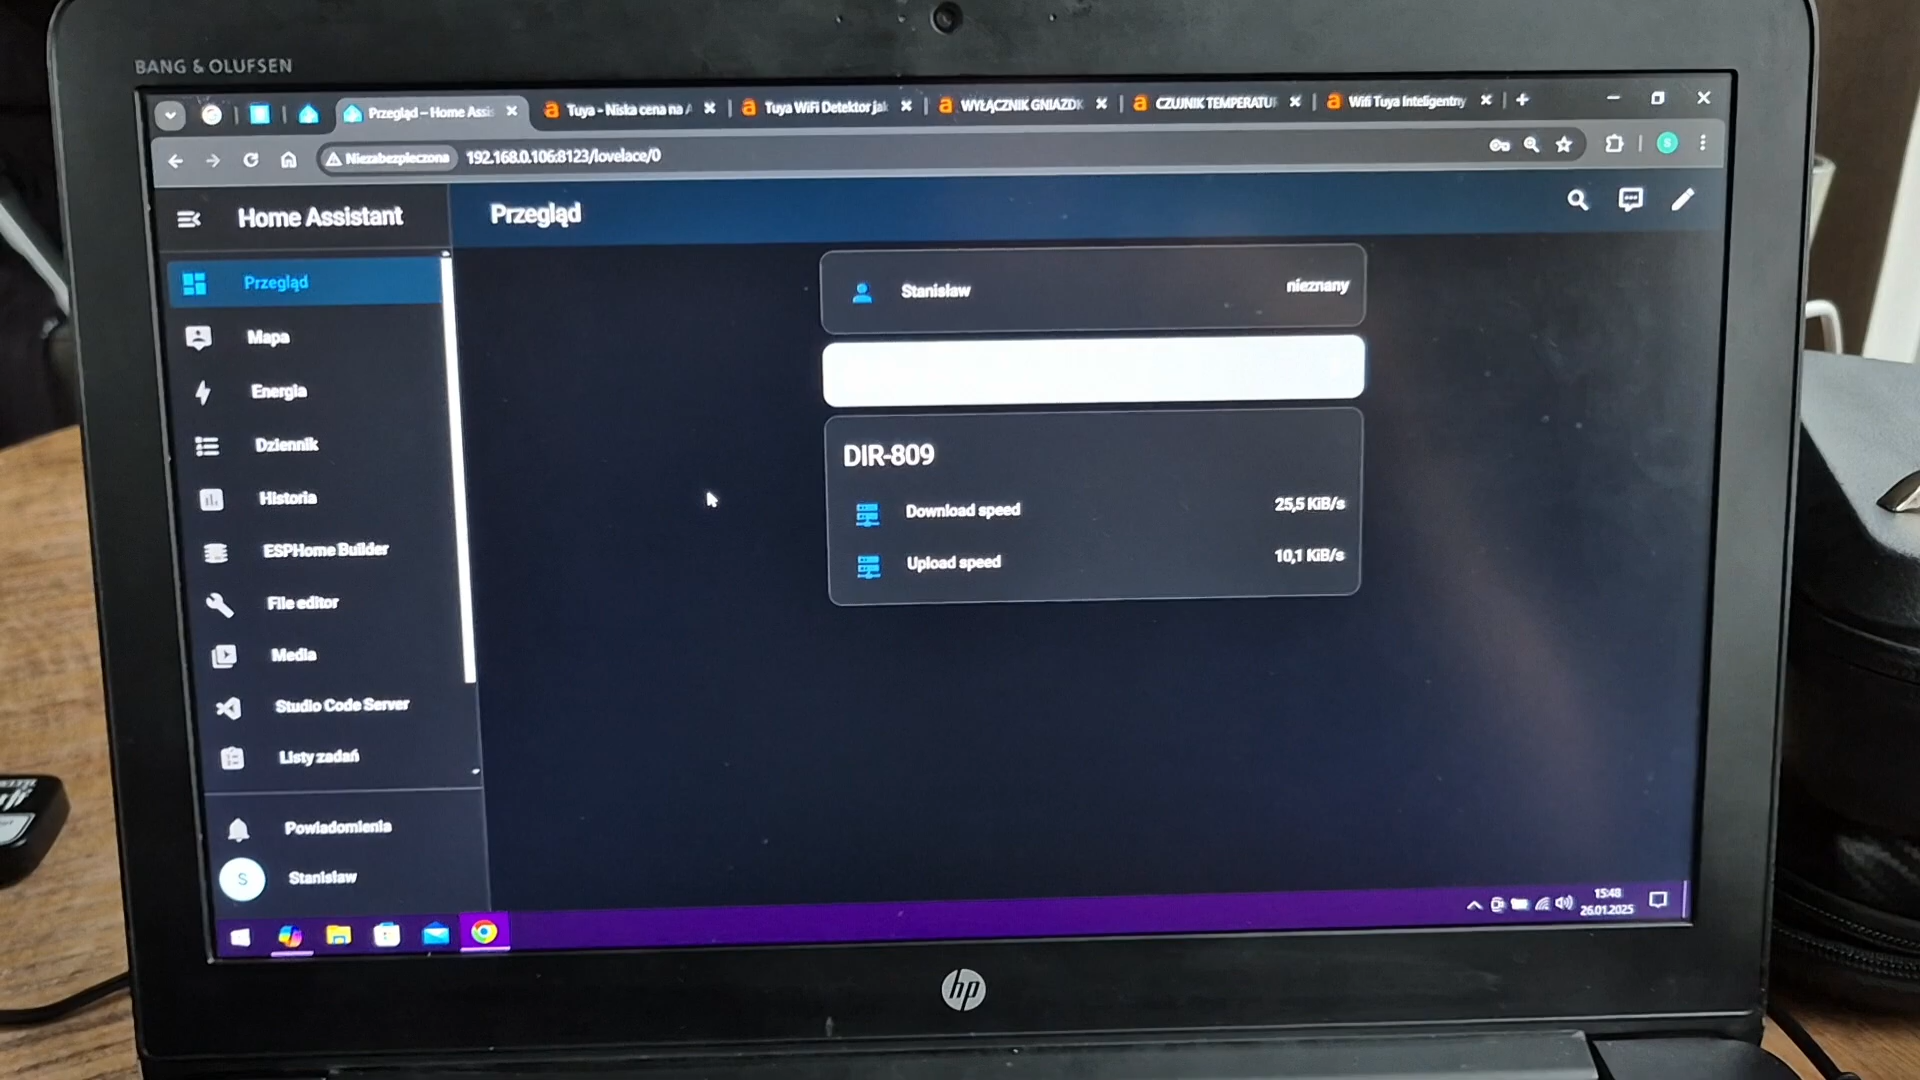 BANG & OLUFSEN
Przegląd – Home Assis
Tuya - Niska cena na A
Tuya WiFi Detektor jak
WYŁĄCZNIK GNIAZDK
CZUJNIK TEMPERATUR
Wifi Tuya Inteligentny
Niezabezpieczona
192.168.0.106:8123/lovelace/0
S
Home Assistant
Przegląd
Przegląd
Mapa
Energia
Dziennik
Historia
ESPHome Builder
File editor
Media
Studio Code Server
Listy zadań
Powiadomienia
S
Stanisław
Stanisław
nieznany
DIR-809
Download speed
25,5 KiB/s
Upload speed
10,1 KiB/s
15:48
26.01.2025
hp